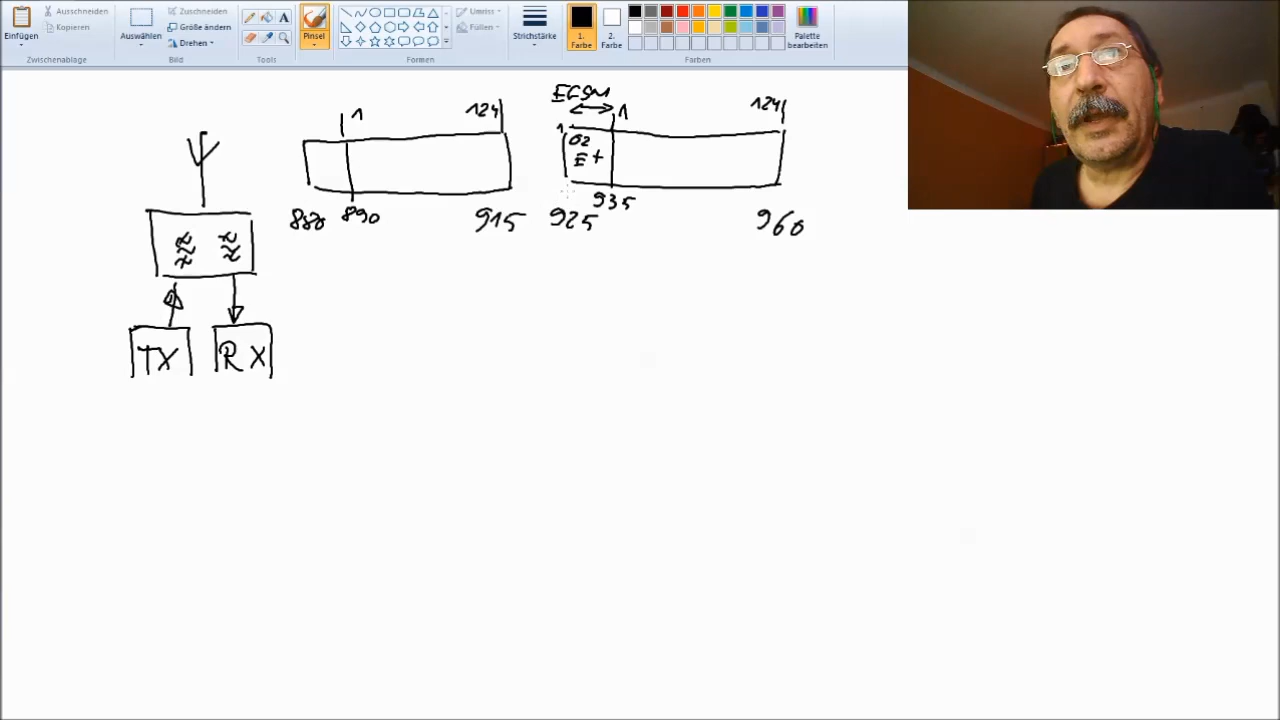 Einfügen
Ausschneiden
Kopieren
Zwischenablage
Auswählen
Zuschneiden
Größe ändern
Drehen
Bild
A
Tools
Pinsel
Formen
Umriss
Füllen
Strichstärke
1. Farbe
2. Farbe
Palette bearbeiten
Farben
1
124
EGSM
1
124
1
O2
E+
880
890
915
925
935
960
TX
RX